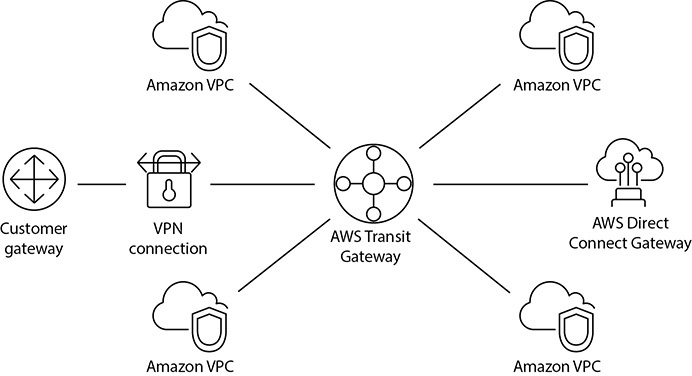 Amazon VPC
Amazon VPC
Customer
gateway
VPN
connection
AWS Transit
Gateway
AWS Direct
Connect Gateway
Amazon VPC
Amazon VPC